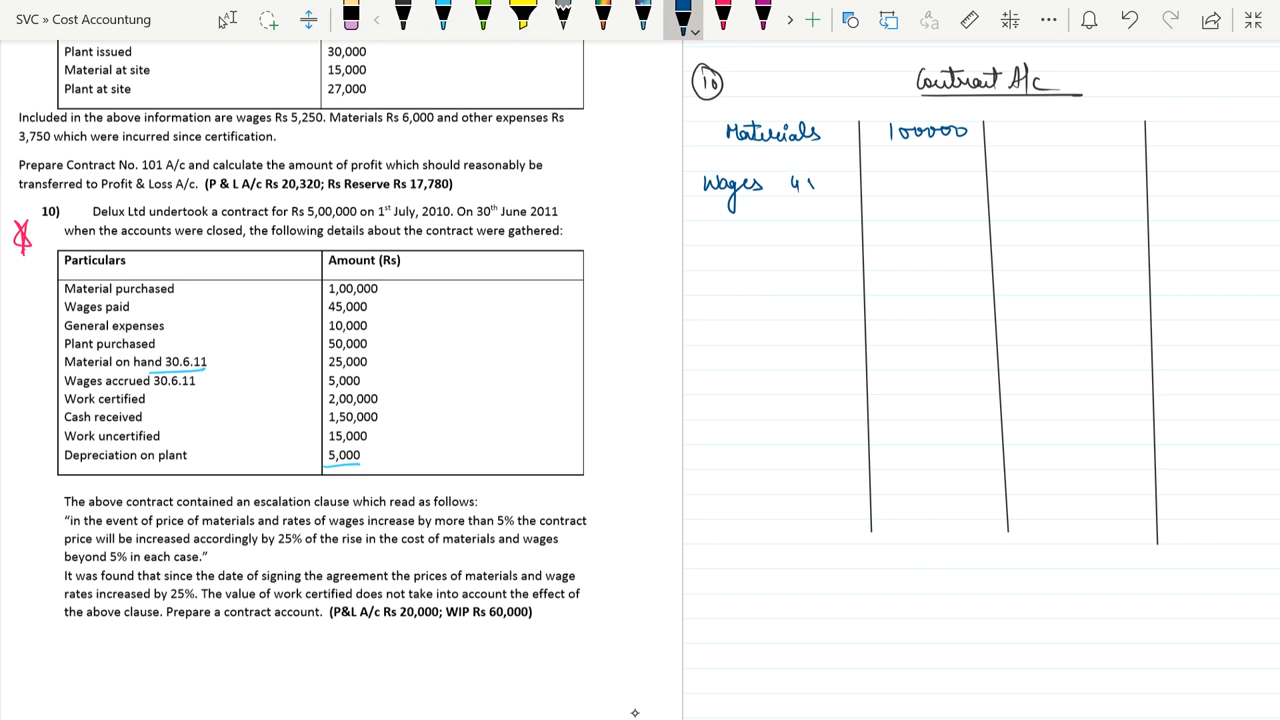 SVC » Cost Accountung
Plant issued 30,000
Material at site 15,000
Plant at site 27,000
Included in the above information are wages Rs 5,250. Materials Rs 6,000 and other expenses Rs
3,750 which were incurred since certification.
Prepare Contract No. 101 A/c and calculate the amount of profit which should reasonably be
transferred to Profit & Loss A/c. (P & L A/c Rs 20,320; Rs Reserve Rs 17,780)
10) Delux Ltd undertook a contract for Rs 5,00,000 on 1st July, 2010. On 30th June 2011
when the accounts were closed, the following details about the contract were gathered:
Particulars Amount (Rs)
Material purchased 1,00,000
Wages paid 45,000
General expenses 10,000
Plant purchased 50,000
Material on hand 30.6.11 25,000
Wages accrued 30.6.11 5,000
Work certified 2,00,000
Cash received 1,50,000
Work uncertified 15,000
Depreciation on plant 5,000
The above contract contained an escalation clause which read as follows:
“in the event of price of materials and rates of wages increase by more than 5% the contract
price will be increased accordingly by 25% of the rise in the cost of materials and wages
beyond 5% in each case.”
It was found that since the date of signing the agreement the prices of materials and wage
rates increased by 25%. The value of work certified does not take into account the effect of
the above clause. Prepare a contract account. (P&L A/c Rs 20,000; WIP Rs 60,000)
10 Contract A/c
Materials 100000
Wages 4